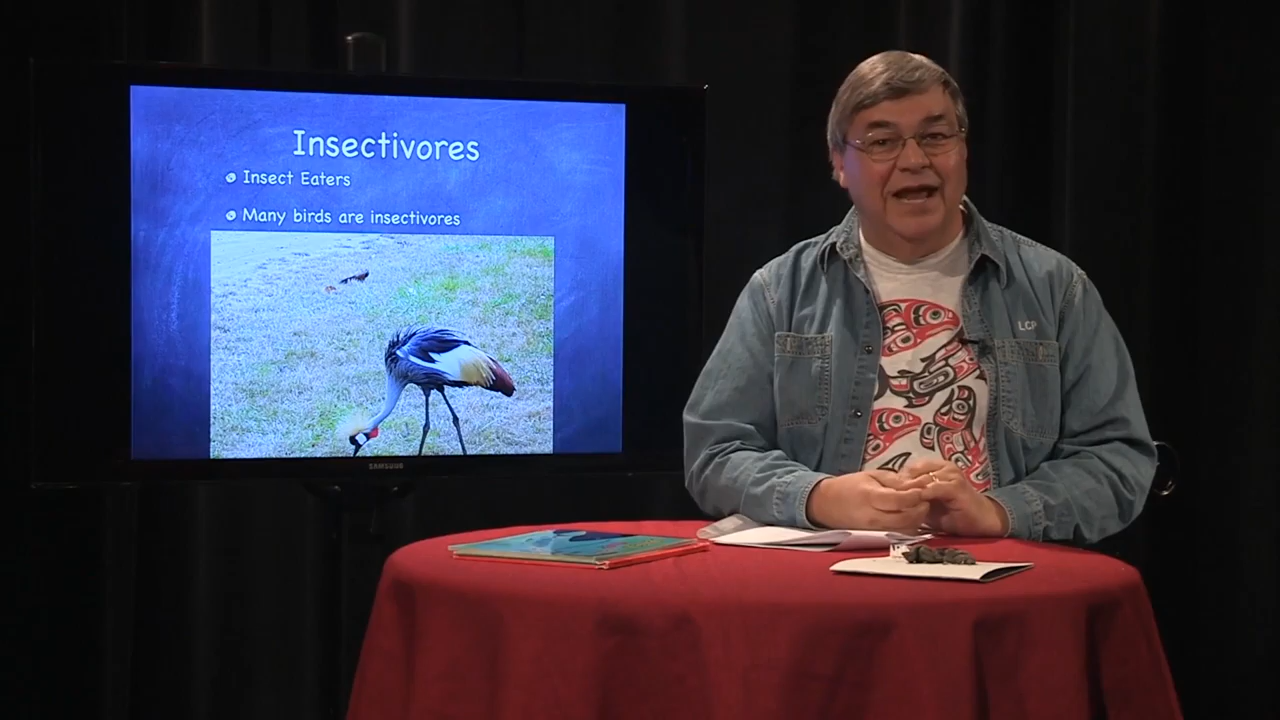 Insectivores
Insect Eaters
Many birds are insectivores
SAMSUNG
LCP